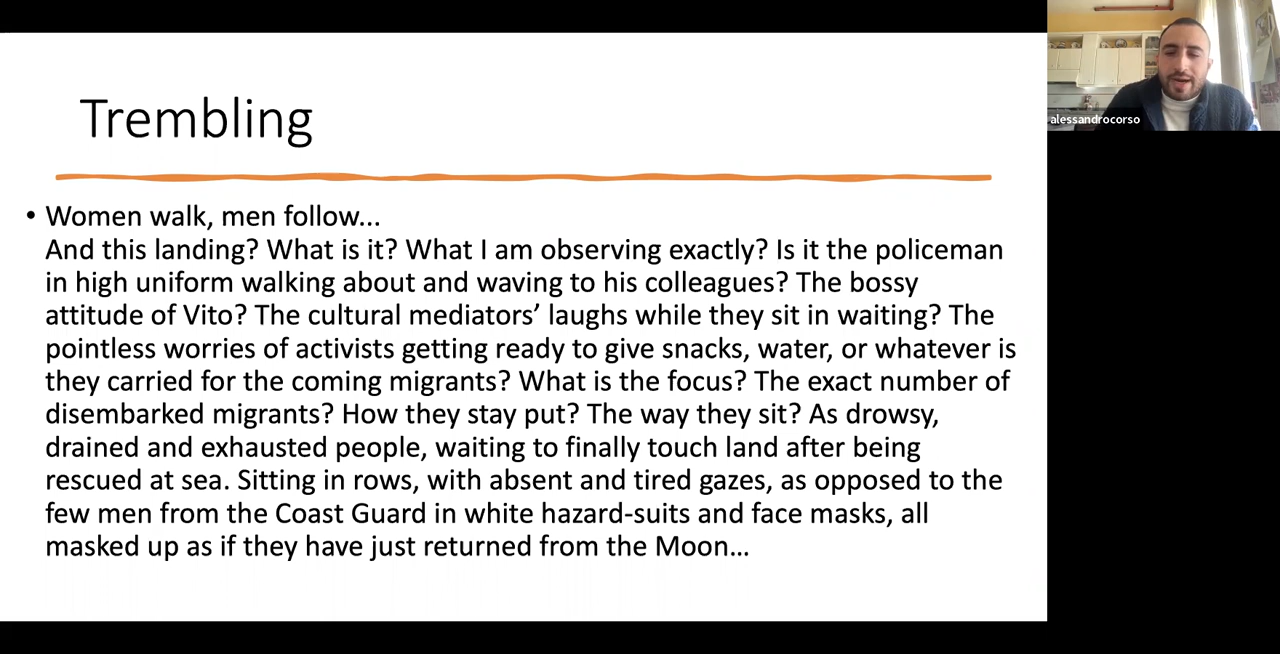 Trembling
• Women walk, men follow...
And this landing? What is it? What I am observing exactly? Is it the policeman
in high uniform walking about and waving to his colleagues? The bossy
attitude of Vito? The cultural mediators’ laughs while they sit in waiting? The
pointless worries of activists getting ready to give snacks, water, or whatever is
they carried for the coming migrants? What is the focus? The exact number of
disembarked migrants? How they stay put? The way they sit? As drowsy,
drained and exhausted people, waiting to finally touch land after being
rescued at sea. Sitting in rows, with absent and tired gazes, as opposed to the
few men from the Coast Guard in white hazard-suits and face masks, all
masked up as if they have just returned from the Moon...
alessandrocorso